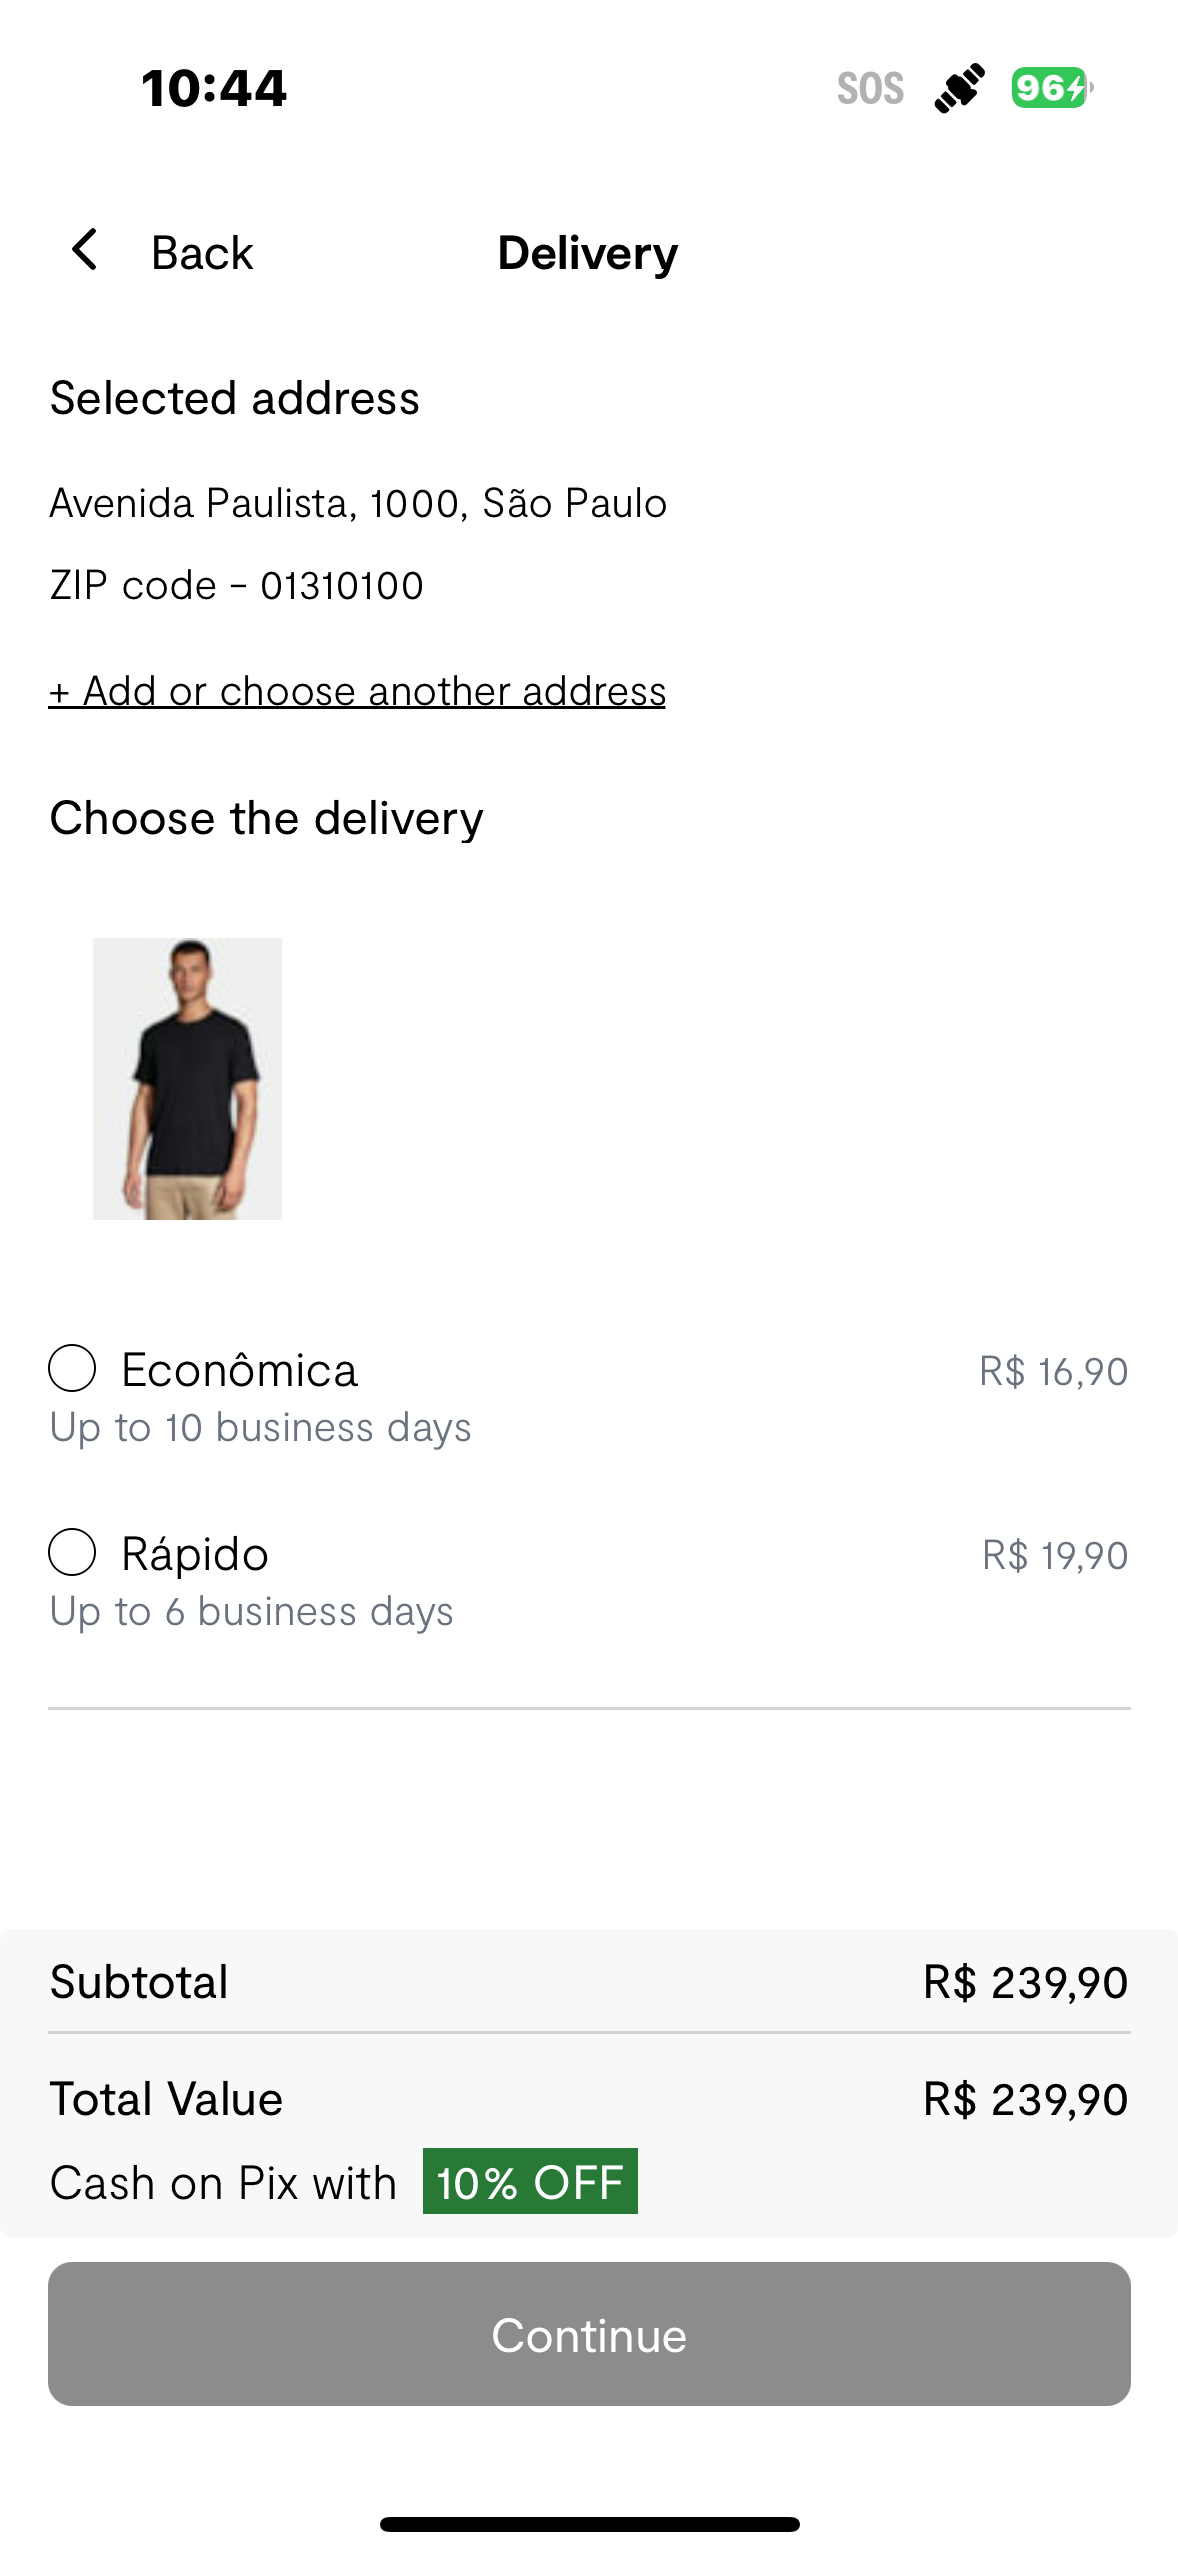 10:44 SOS 96
Back Delivery
Selected address
Avenida Paulista, 1000, São Paulo
ZIP code - 01310100
+ Add or choose another address
Choose the delivery
Econômica R$ 16,90
Up to 10 business days
Rápido R$ 19,90
Up to 6 business days
Subtotal R$ 239,90
Total Value R$ 239,90
Cash on Pix with 10% OFF
Continue